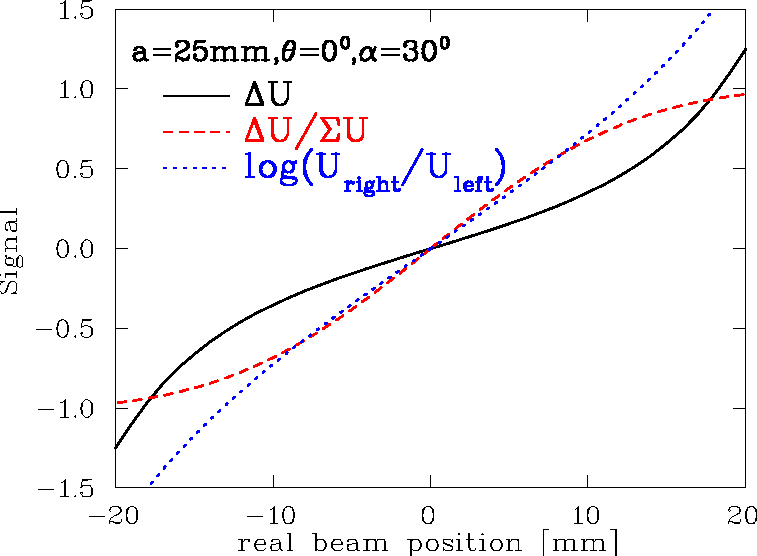 1.5
a=25mm,θ=0⁰,α=30⁰
ΔU
1.0
ΔU/ΣU
log(U_right/U_left)
0.5
Signal
0.0
−0.5
−1.0
−1.5
−20 −10 0 10 20
real beam position [mm]